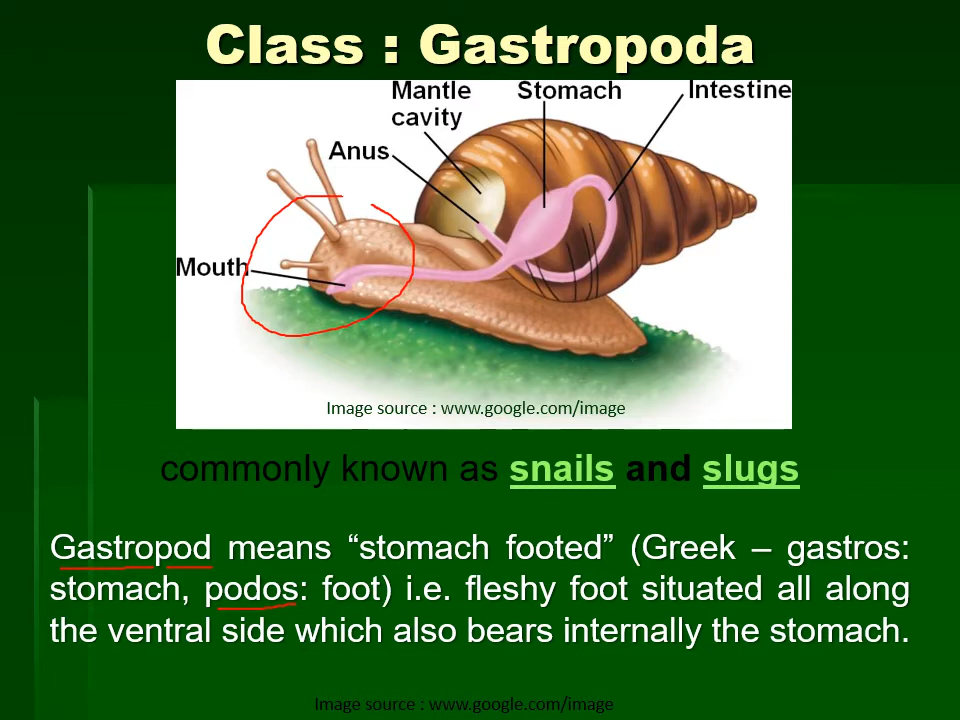 Class : Gastropoda
Mantle
cavity
Stomach
Intestine
Anus
Mouth
Image source : www.google.com/image
commonly known as snails and slugs
Gastropod means “stomach footed” (Greek – gastros:
stomach, podos: foot) i.e. fleshy foot situated all along
the ventral side which also bears internally the stomach.
Image source : www.google.com/image